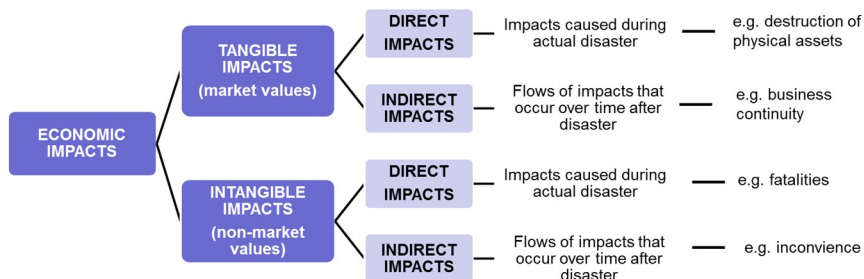 ECONOMIC
IMPACTS
TANGIBLE
IMPACTS
(market values)
DIRECT
IMPACTS
Impacts caused during
actual disaster
e.g. destruction of
physical assets
INDIRECT
IMPACTS
Flows of impacts that
occur over time after
disaster
e.g. business
continuity
INTANGIBLE
IMPACTS
(non-market
values)
DIRECT
IMPACTS
Impacts caused during
actual disaster
e.g. fatalities
INDIRECT
IMPACTS
Flows of impacts that
occur over time after
disaster
e.g. inconvience